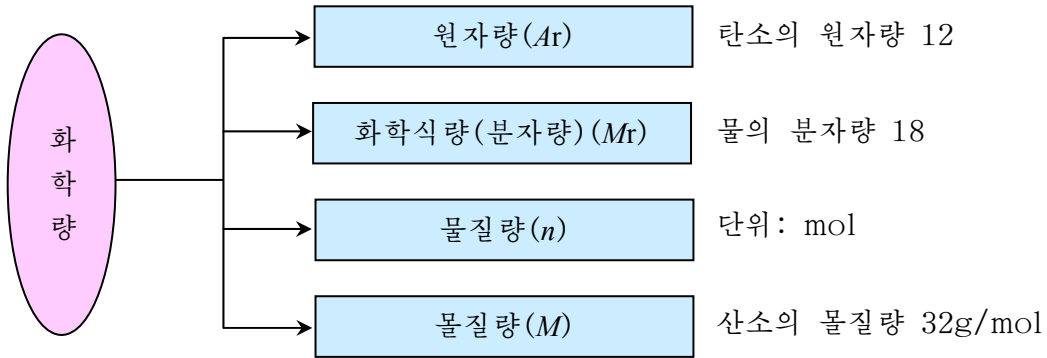 화
학
량
원자량(Ar) 탄소의 원자량 12
화학식량(분자량)(Mr) 물의 분자량 18
물질량(n) 단위: mol
몰질량(M) 산소의 몰질량 32g/mol